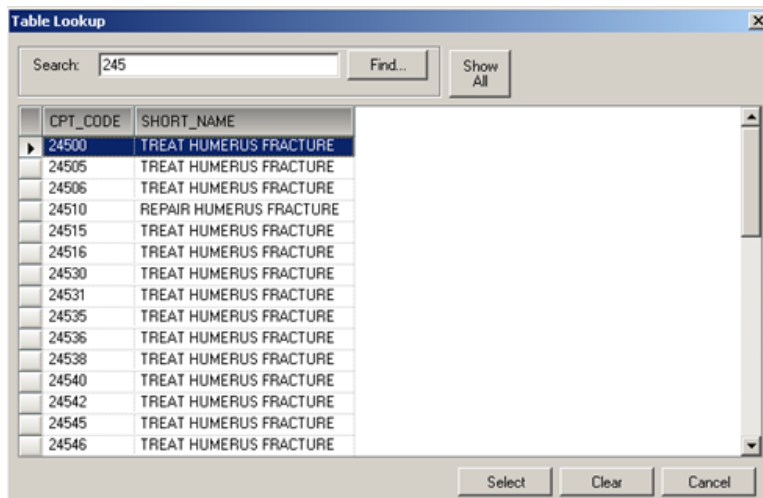 Table Lookup
Search: 245 Find... Show All
CPT_CODE SHORT_NAME
24500 TREAT HUMERUS FRACTURE
24505 TREAT HUMERUS FRACTURE
24506 TREAT HUMERUS FRACTURE
24510 REPAIR HUMERUS FRACTURE
24515 TREAT HUMERUS FRACTURE
24516 TREAT HUMERUS FRACTURE
24530 TREAT HUMERUS FRACTURE
24531 TREAT HUMERUS FRACTURE
24535 TREAT HUMERUS FRACTURE
24536 TREAT HUMERUS FRACTURE
24538 TREAT HUMERUS FRACTURE
24540 TREAT HUMERUS FRACTURE
24542 TREAT HUMERUS FRACTURE
24545 TREAT HUMERUS FRACTURE
24546 TREAT HUMERUS FRACTURE
Select Clear Cancel